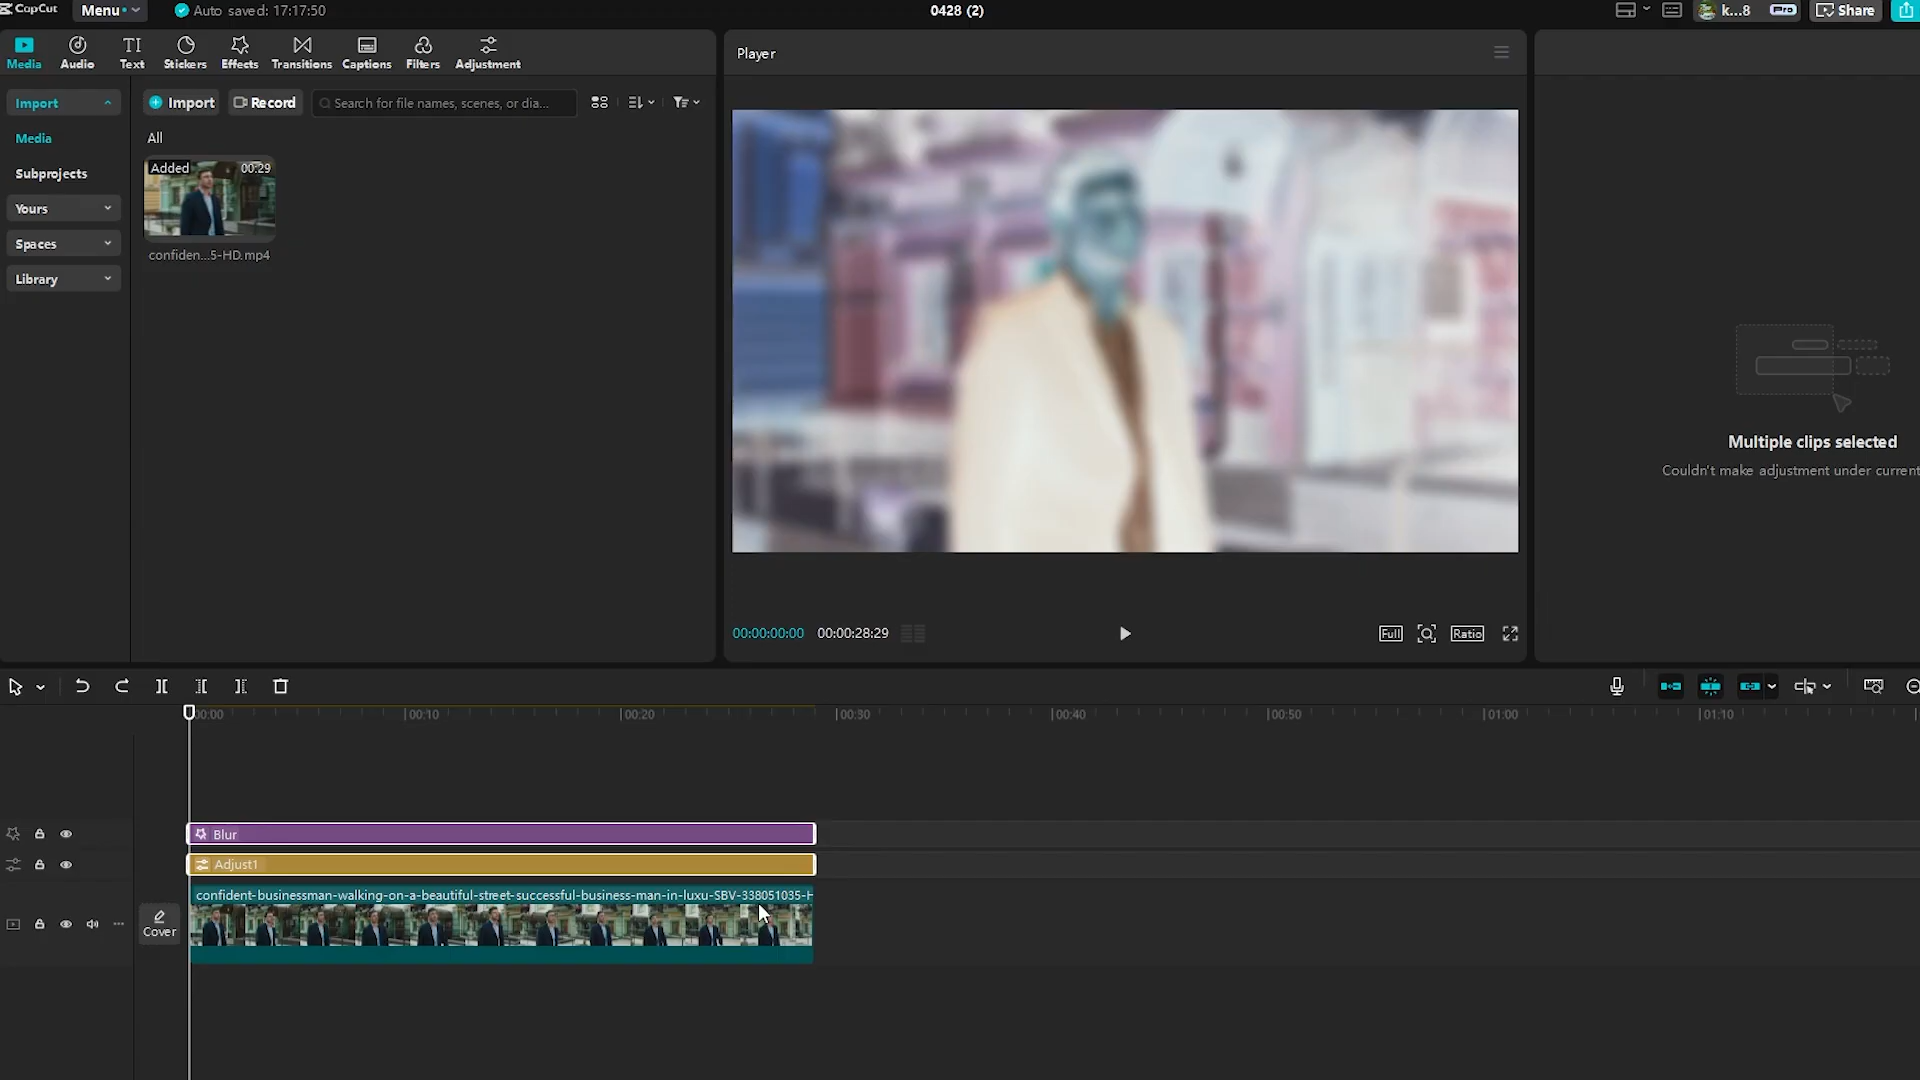 CapCut
Menu
Auto saved: 17:17:50
0428 (2)
k...8
Pro
Share
Media
Audio
TI
Text
Stickers
Effects
Transitions
Captions
Filters
Adjustment
Player
Import
Import
Record
Search for file names, scenes, or dia...
Media
All
Added
00:29
Subprojects
Yours
Spaces
confiden...5-HD.mp4
Library
Multiple clips selected
Couldn't make adjustment under current
00:00:00:00
00:00:28:29
Full
Ratio
00:00
00:10
00:20
00:30
00:40
00:50
01:00
01:10
Blur
Adjust1
confident-businessman-walking-on-a-beautiful-street-successful-business-man-in-luxu-SBV-338051035-H
Cover